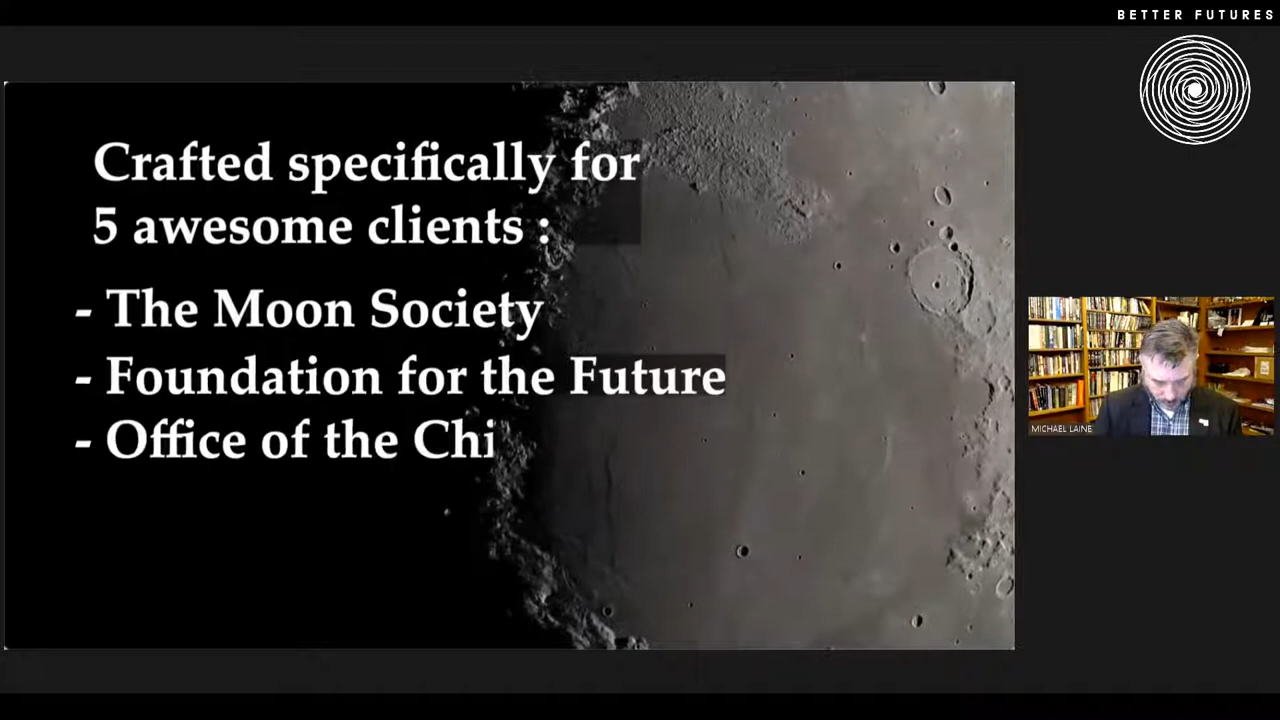 BETTER FUTURES
Crafted specifically for
5 awesome clients :
- The Moon Society
- Foundation for the Future
- Office of the Chi
MICHAEL LAINE